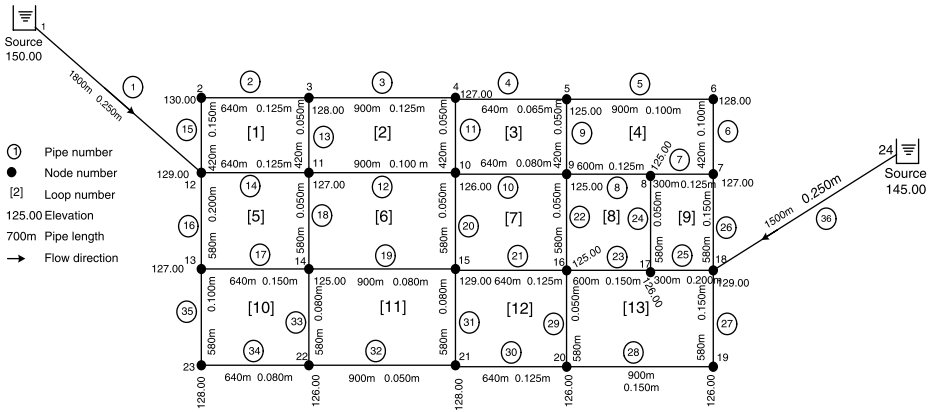 1
Source
150.00
1800m 0.250m
1
2
3
4
5
2
3
4
5
6
130.00
128.00
127.00
125.00
128.00
640m 0.125m
900m 0.125m
640m 0.065m
900m 0.100m
15
420m 0.150m
[1]
420m 0.050m
13
[2]
420m 0.050m
11
[3]
420m 0.050m
9
[4]
420m 0.100m
6
24
Source
145.00
1500m 0.250m
36
640m 0.125m
900m 0.100 m
640m 0.080m
600m 0.125m
125.00
7
129.00
12
11
10
9
8
7
14
127.00
12
126.00
10
125.00
8
300m 0.125m
127.00
1 Pipe number
Node number
[2] Loop number
125.00 Elevation
700m Pipe length
Flow direction
16
580m 0.200m
[5]
580m 0.050m
18
[6]
580m 0.050m
20
[7]
580m 0.050m
22
[8]
24
580m 0.050m
[9]
580m 0.150m
26
17
19
21
23
25
127.00
13
14
15
16
125.00
17
18
640m 0.150m
125.00
900m 0.080m
129.00
640m 0.125m
600m 0.150m
126.00
300m 0.200m
129.00
35
580m 0.100m
[10]
33
580m 0.080m
[11]
580m 0.080m
31
[12]
29
580m 0.050m
[13]
580m 0.150m
27
34
32
30
28
23
22
21
20
19
640m 0.080m
900m 0.050m
640m 0.125m
900m
0.150m
128.00
126.00
128.00
126.00
126.00